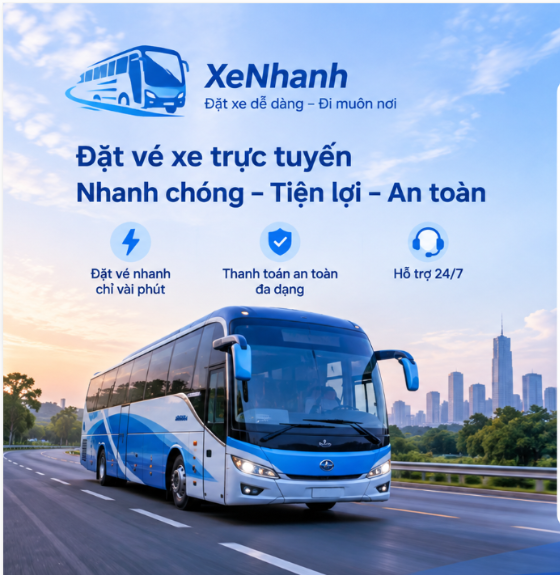 XeNhanh
Đặt xe dễ dàng – Đi muôn nơi
Đặt vé xe trực tuyến
Nhanh chóng – Tiện lợi – An toàn
Đặt vé nhanh
chỉ vài phút
Thanh toán an toàn
đa dạng
Hỗ trợ 24/7